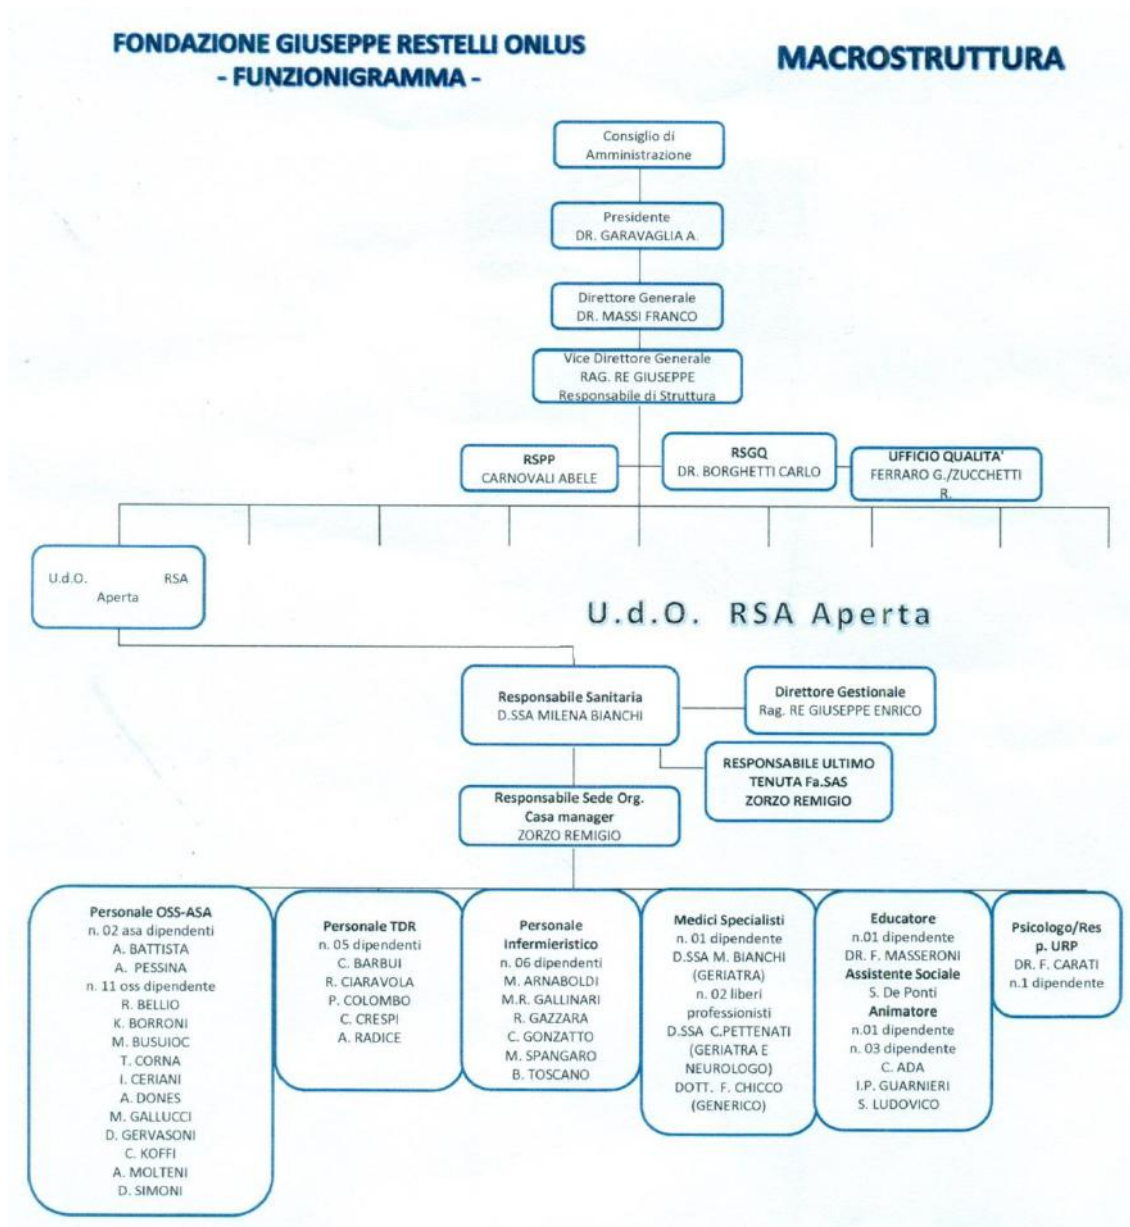 FONDAZIONE GIUSEPPE RESTELLI ONLUS
- FUNZIONIGRAMMA -
MACROSTRUTTURA
Consiglio di
Amministrazione
Presidente
DR. GARAVAGLIA A.
Direttore Generale
DR. MASSI FRANCO
Vice Direttore Generale
RAG. RE GIUSEPPE
Responsabile di Struttura
RSPP
CARNOVALI ABELE
RSGQ
DR. BORGHETTI CARLO
UFFICIO QUALITA'
FERRARO G./ZUCCHETTI
R.
U.d.O. RSA
Aperta
U.d.O. RSA Aperta
Responsabile Sanitaria
D.SSA MILENA BIANCHI
Direttore Gestionale
Rag. RE GIUSEPPE ENRICO
RESPONSABILE ULTIMO
TENUTA Fa.SAS
ZORZO REMIGIO
Responsabile Sede Org.
Casa manager
ZORZO REMIGIO
Personale OSS-ASA
n. 02 asa dipendenti
A. BATTISTA
A. PESSINA
n. 11 oss dipendente
R. BELLIO
K. BORRONI
M. BUSUIOC
T. CORNA
I. CERIANI
A. DONES
M. GALLUCCI
D. GERVASONI
C. KOFFI
A. MOLTENI
D. SIMONI
Personale TDR
n. 05 dipendenti
C. BARBUI
R. CIARAVOLA
P. COLOMBO
C. CRESPI
A. RADICE
Personale
Infermieristico
n. 06 dipendenti
M. ARNABOLDI
M.R. GALLINARI
R. GAZZARA
C. GONZATTO
M. SPANGARO
B. TOSCANO
Medici Specialisti
n. 01 dipendente
D.SSA M. BIANCHI
(GERIATRA)
n. 02 liberi
professionisti
D.SSA C.PETTENATI
(GERIATRA E
NEUROLOGO)
DOTT. F. CHICCO
(GENERICO)
Educatore
n.01 dipendente
DR. F. MASSERONI
Assistente Sociale
S. De Ponti
Animatore
n.01 dipendente
n. 03 dipendente
C. ADA
I.P. GUARNIERI
S. LUDOVICO
Psicologo/Res
p. URP
DR. F. CARATI
n.1 dipendente